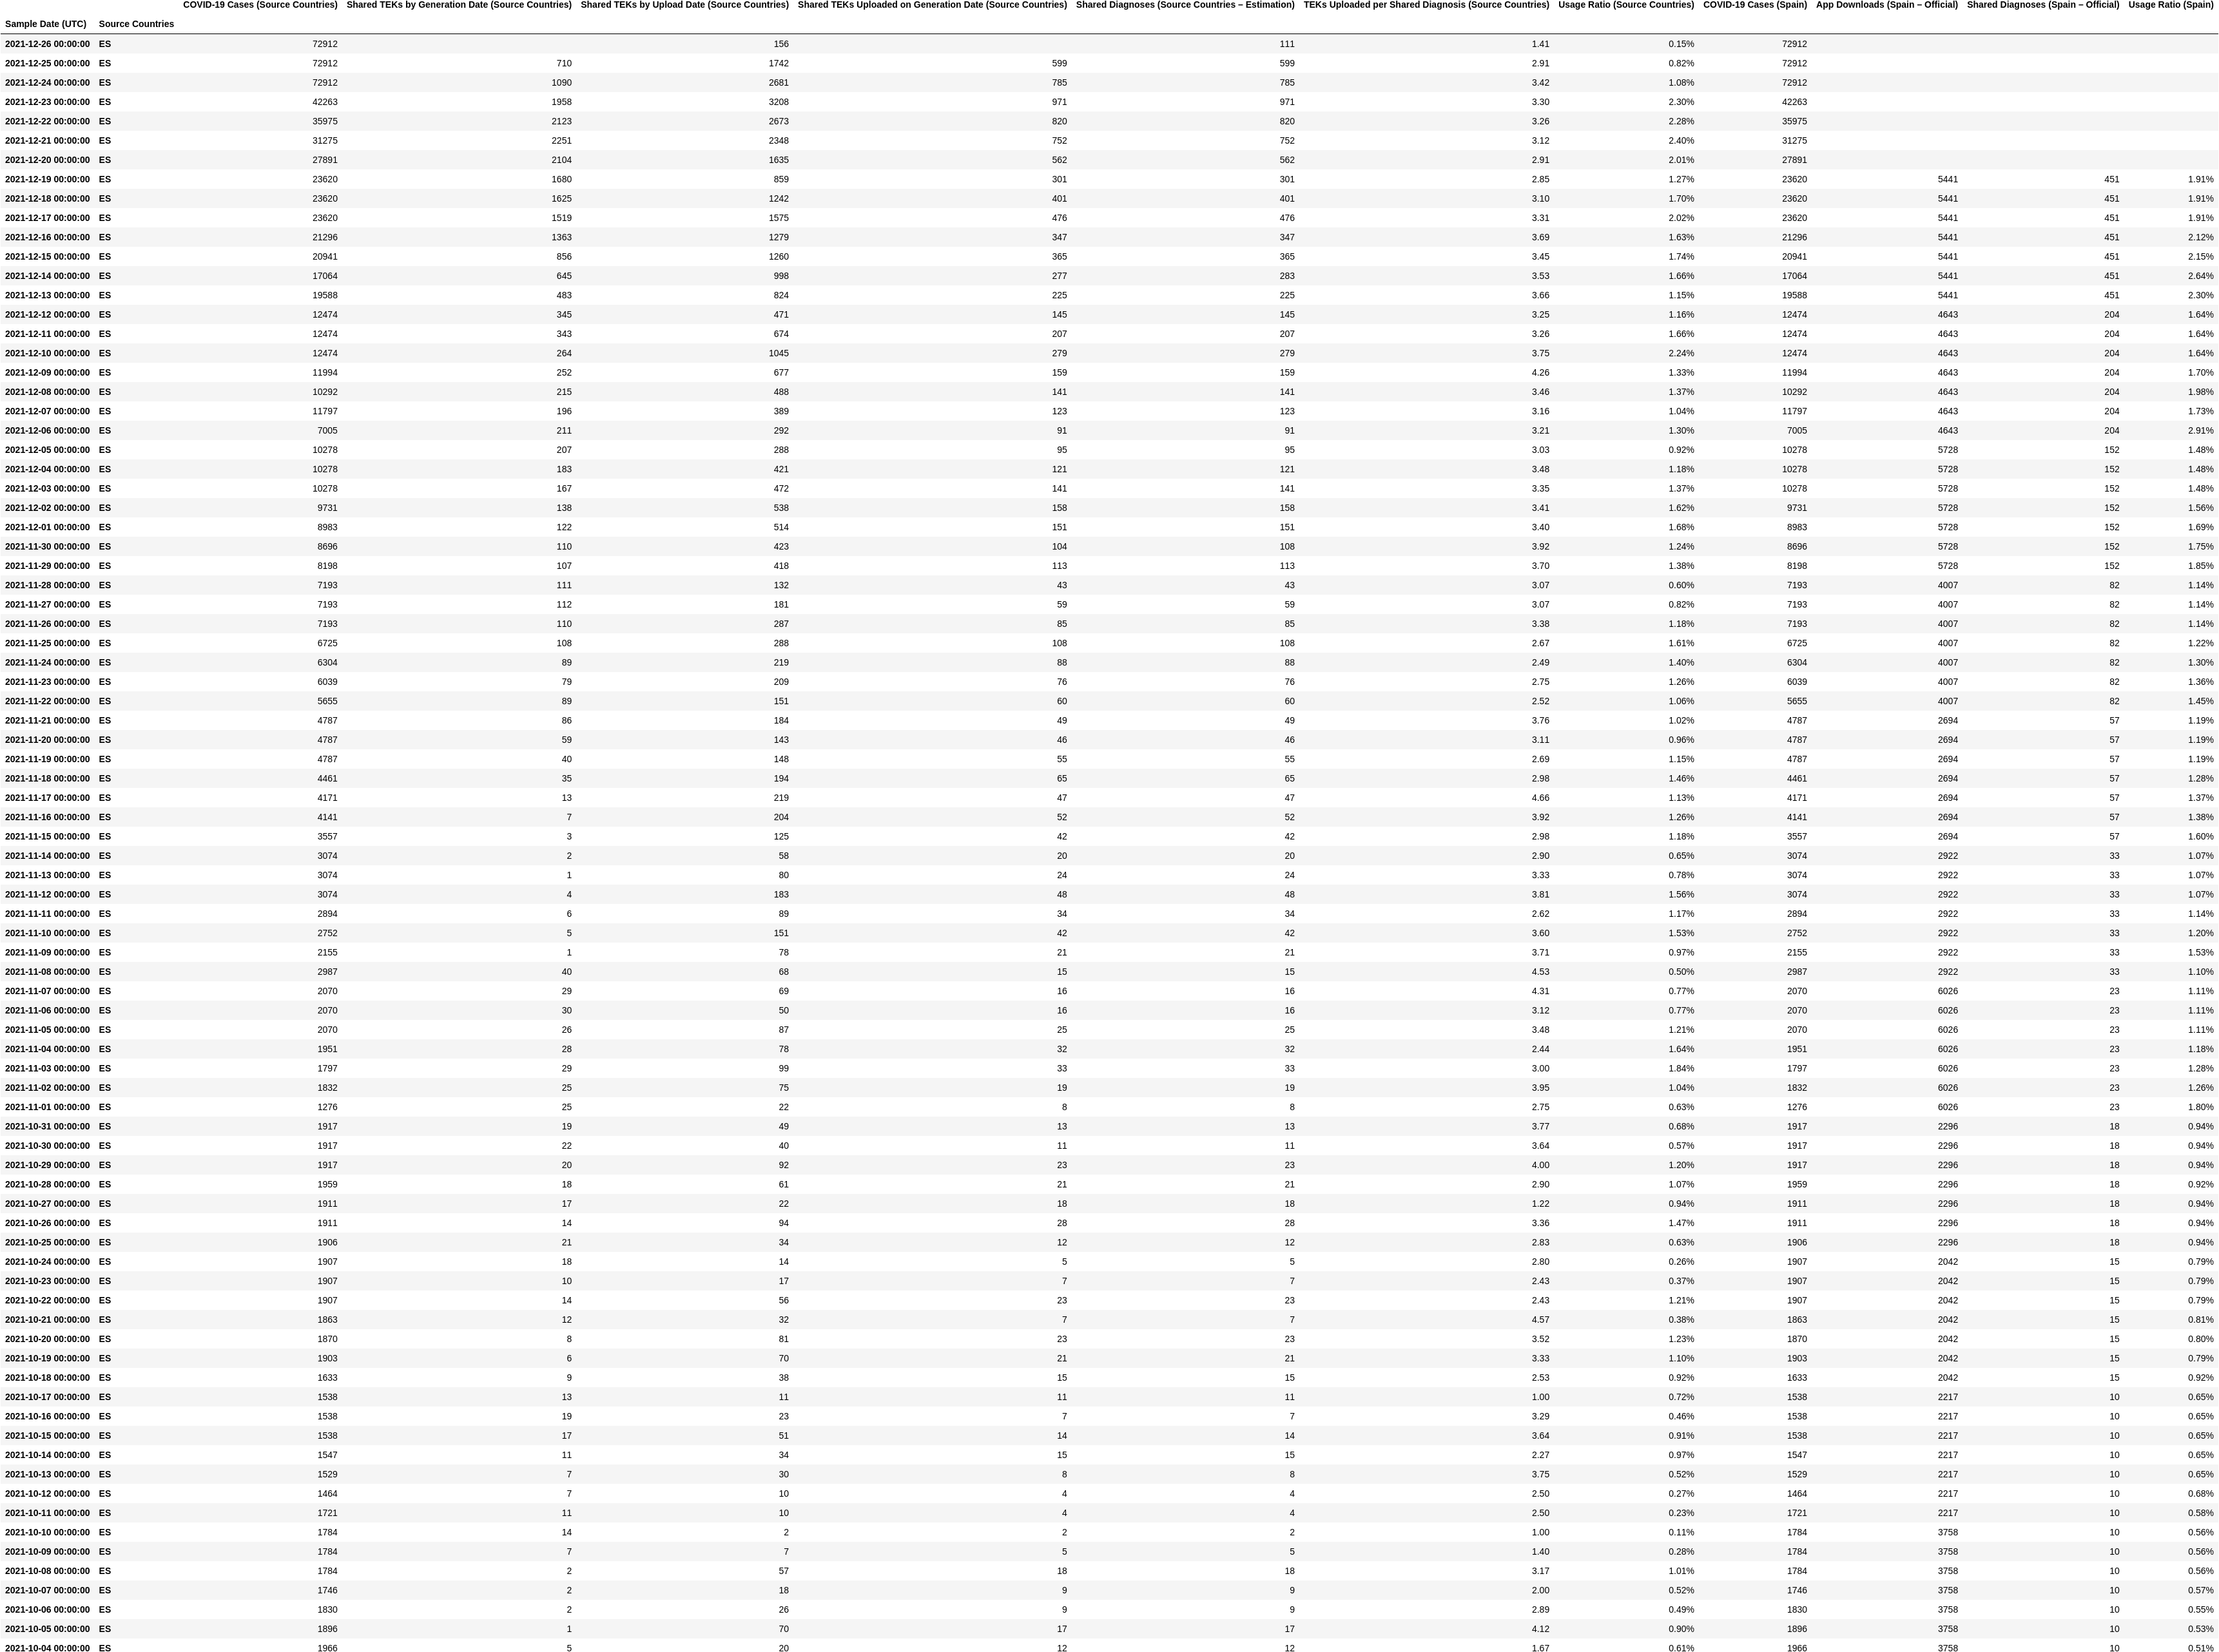 COVID-19 Cases (Source Countries) Shared TEKs by Generation Date (Source Countries) Shared TEKs by Upload Date (Source Countries) Shared TEKs Uploaded on Generation Date (Source Countries) Shared Diagnoses (Source Countries – Estimation) TEKs Uploaded per Shared Diagnosis (Source Countries) Usage Ratio (Source Countries) COVID-19 Cases (Spain) App Downloads (Spain – Official) Shared Diagnoses (Spain – Official) Usage Ratio (Spain)
Sample Date (UTC) Source Countries
2021-12-26 00:00:00 ES 72912 156 111 1.41 0.15% 72912
2021-12-25 00:00:00 ES 72912 710 1742 599 599 2.91 0.82% 72912
2021-12-24 00:00:00 ES 72912 1090 2681 785 785 3.42 1.08% 72912
2021-12-23 00:00:00 ES 42263 1958 3208 971 971 3.30 2.30% 42263
2021-12-22 00:00:00 ES 35975 2123 2673 820 820 3.26 2.28% 35975
2021-12-21 00:00:00 ES 31275 2251 2348 752 752 3.12 2.40% 31275
2021-12-20 00:00:00 ES 27891 2104 1635 562 562 2.91 2.01% 27891
2021-12-19 00:00:00 ES 23620 1680 859 301 301 2.85 1.27% 23620 5441 451 1.91%
2021-12-18 00:00:00 ES 23620 1625 1242 401 401 3.10 1.70% 23620 5441 451 1.91%
2021-12-17 00:00:00 ES 23620 1519 1575 476 476 3.31 2.02% 23620 5441 451 1.91%
2021-12-16 00:00:00 ES 21296 1363 1279 347 347 3.69 1.63% 21296 5441 451 2.12%
2021-12-15 00:00:00 ES 20941 856 1260 365 365 3.45 1.74% 20941 5441 451 2.15%
2021-12-14 00:00:00 ES 17064 645 998 277 283 3.53 1.66% 17064 5441 451 2.64%
2021-12-13 00:00:00 ES 19588 483 824 225 225 3.66 1.15% 19588 5441 451 2.30%
2021-12-12 00:00:00 ES 12474 345 471 145 145 3.25 1.16% 12474 4643 204 1.64%
2021-12-11 00:00:00 ES 12474 343 674 207 207 3.26 1.66% 12474 4643 204 1.64%
2021-12-10 00:00:00 ES 12474 264 1045 279 279 3.75 2.24% 12474 4643 204 1.64%
2021-12-09 00:00:00 ES 11994 252 677 159 159 4.26 1.33% 11994 4643 204 1.70%
2021-12-08 00:00:00 ES 10292 215 488 141 141 3.46 1.37% 10292 4643 204 1.98%
2021-12-07 00:00:00 ES 11797 196 389 123 123 3.16 1.04% 11797 4643 204 1.73%
2021-12-06 00:00:00 ES 7005 211 292 91 91 3.21 1.30% 7005 4643 204 2.91%
2021-12-05 00:00:00 ES 10278 207 288 95 95 3.03 0.92% 10278 5728 152 1.48%
2021-12-04 00:00:00 ES 10278 183 421 121 121 3.48 1.18% 10278 5728 152 1.48%
2021-12-03 00:00:00 ES 10278 167 472 141 141 3.35 1.37% 10278 5728 152 1.48%
2021-12-02 00:00:00 ES 9731 138 538 158 158 3.41 1.62% 9731 5728 152 1.56%
2021-12-01 00:00:00 ES 8983 122 514 151 151 3.40 1.68% 8983 5728 152 1.69%
2021-11-30 00:00:00 ES 8696 110 423 104 108 3.92 1.24% 8696 5728 152 1.75%
2021-11-29 00:00:00 ES 8198 107 418 113 113 3.70 1.38% 8198 5728 152 1.85%
2021-11-28 00:00:00 ES 7193 111 132 43 43 3.07 0.60% 7193 4007 82 1.14%
2021-11-27 00:00:00 ES 7193 112 181 59 59 3.07 0.82% 7193 4007 82 1.14%
2021-11-26 00:00:00 ES 7193 110 287 85 85 3.38 1.18% 7193 4007 82 1.14%
2021-11-25 00:00:00 ES 6725 108 288 108 108 2.67 1.61% 6725 4007 82 1.22%
2021-11-24 00:00:00 ES 6304 89 219 88 88 2.49 1.40% 6304 4007 82 1.30%
2021-11-23 00:00:00 ES 6039 79 209 76 76 2.75 1.26% 6039 4007 82 1.36%
2021-11-22 00:00:00 ES 5655 89 151 60 60 2.52 1.06% 5655 4007 82 1.45%
2021-11-21 00:00:00 ES 4787 86 184 49 49 3.76 1.02% 4787 2694 57 1.19%
2021-11-20 00:00:00 ES 4787 59 143 46 46 3.11 0.96% 4787 2694 57 1.19%
2021-11-19 00:00:00 ES 4787 40 148 55 55 2.69 1.15% 4787 2694 57 1.19%
2021-11-18 00:00:00 ES 4461 35 194 65 65 2.98 1.46% 4461 2694 57 1.28%
2021-11-17 00:00:00 ES 4171 13 219 47 47 4.66 1.13% 4171 2694 57 1.37%
2021-11-16 00:00:00 ES 4141 7 204 52 52 3.92 1.26% 4141 2694 57 1.38%
2021-11-15 00:00:00 ES 3557 3 125 42 42 2.98 1.18% 3557 2694 57 1.60%
2021-11-14 00:00:00 ES 3074 2 58 20 20 2.90 0.65% 3074 2922 33 1.07%
2021-11-13 00:00:00 ES 3074 1 80 24 24 3.33 0.78% 3074 2922 33 1.07%
2021-11-12 00:00:00 ES 3074 4 183 48 48 3.81 1.56% 3074 2922 33 1.07%
2021-11-11 00:00:00 ES 2894 6 89 34 34 2.62 1.17% 2894 2922 33 1.14%
2021-11-10 00:00:00 ES 2752 5 151 42 42 3.60 1.53% 2752 2922 33 1.20%
2021-11-09 00:00:00 ES 2155 1 78 21 21 3.71 0.97% 2155 2922 33 1.53%
2021-11-08 00:00:00 ES 2987 40 68 15 15 4.53 0.50% 2987 2922 33 1.10%
2021-11-07 00:00:00 ES 2070 29 69 16 16 4.31 0.77% 2070 6026 23 1.11%
2021-11-06 00:00:00 ES 2070 30 50 16 16 3.12 0.77% 2070 6026 23 1.11%
2021-11-05 00:00:00 ES 2070 26 87 25 25 3.48 1.21% 2070 6026 23 1.11%
2021-11-04 00:00:00 ES 1951 28 78 32 32 2.44 1.64% 1951 6026 23 1.18%
2021-11-03 00:00:00 ES 1797 29 99 33 33 3.00 1.84% 1797 6026 23 1.28%
2021-11-02 00:00:00 ES 1832 25 75 19 19 3.95 1.04% 1832 6026 23 1.26%
2021-11-01 00:00:00 ES 1276 25 22 8 8 2.75 0.63% 1276 6026 23 1.80%
2021-10-31 00:00:00 ES 1917 19 49 13 13 3.77 0.68% 1917 2296 18 0.94%
2021-10-30 00:00:00 ES 1917 22 40 11 11 3.64 0.57% 1917 2296 18 0.94%
2021-10-29 00:00:00 ES 1917 20 92 23 23 4.00 1.20% 1917 2296 18 0.94%
2021-10-28 00:00:00 ES 1959 18 61 21 21 2.90 1.07% 1959 2296 18 0.92%
2021-10-27 00:00:00 ES 1911 17 22 18 18 1.22 0.94% 1911 2296 18 0.94%
2021-10-26 00:00:00 ES 1911 14 94 28 28 3.36 1.47% 1911 2296 18 0.94%
2021-10-25 00:00:00 ES 1906 21 34 12 12 2.83 0.63% 1906 2296 18 0.94%
2021-10-24 00:00:00 ES 1907 18 14 5 5 2.80 0.26% 1907 2042 15 0.79%
2021-10-23 00:00:00 ES 1907 10 17 7 7 2.43 0.37% 1907 2042 15 0.79%
2021-10-22 00:00:00 ES 1907 14 56 23 23 2.43 1.21% 1907 2042 15 0.79%
2021-10-21 00:00:00 ES 1863 12 32 7 7 4.57 0.38% 1863 2042 15 0.81%
2021-10-20 00:00:00 ES 1870 8 81 23 23 3.52 1.23% 1870 2042 15 0.80%
2021-10-19 00:00:00 ES 1903 6 70 21 21 3.33 1.10% 1903 2042 15 0.79%
2021-10-18 00:00:00 ES 1633 9 38 15 15 2.53 0.92% 1633 2042 15 0.92%
2021-10-17 00:00:00 ES 1538 13 11 11 11 1.00 0.72% 1538 2217 10 0.65%
2021-10-16 00:00:00 ES 1538 19 23 7 7 3.29 0.46% 1538 2217 10 0.65%
2021-10-15 00:00:00 ES 1538 17 51 14 14 3.64 0.91% 1538 2217 10 0.65%
2021-10-14 00:00:00 ES 1547 11 34 15 15 2.27 0.97% 1547 2217 10 0.65%
2021-10-13 00:00:00 ES 1529 7 30 8 8 3.75 0.52% 1529 2217 10 0.65%
2021-10-12 00:00:00 ES 1464 7 10 4 4 2.50 0.27% 1464 2217 10 0.68%
2021-10-11 00:00:00 ES 1721 11 10 4 4 2.50 0.23% 1721 2217 10 0.58%
2021-10-10 00:00:00 ES 1784 14 2 2 2 1.00 0.11% 1784 3758 10 0.56%
2021-10-09 00:00:00 ES 1784 7 7 5 5 1.40 0.28% 1784 3758 10 0.56%
2021-10-08 00:00:00 ES 1784 2 57 18 18 3.17 1.01% 1784 3758 10 0.56%
2021-10-07 00:00:00 ES 1746 2 18 9 9 2.00 0.52% 1746 3758 10 0.57%
2021-10-06 00:00:00 ES 1830 2 26 9 9 2.89 0.49% 1830 3758 10 0.55%
2021-10-05 00:00:00 ES 1896 1 70 17 17 4.12 0.90% 1896 3758 10 0.53%
2021-10-04 00:00:00 ES 1966 5 20 12 12 1.67 0.61% 1966 3758 10 0.51%